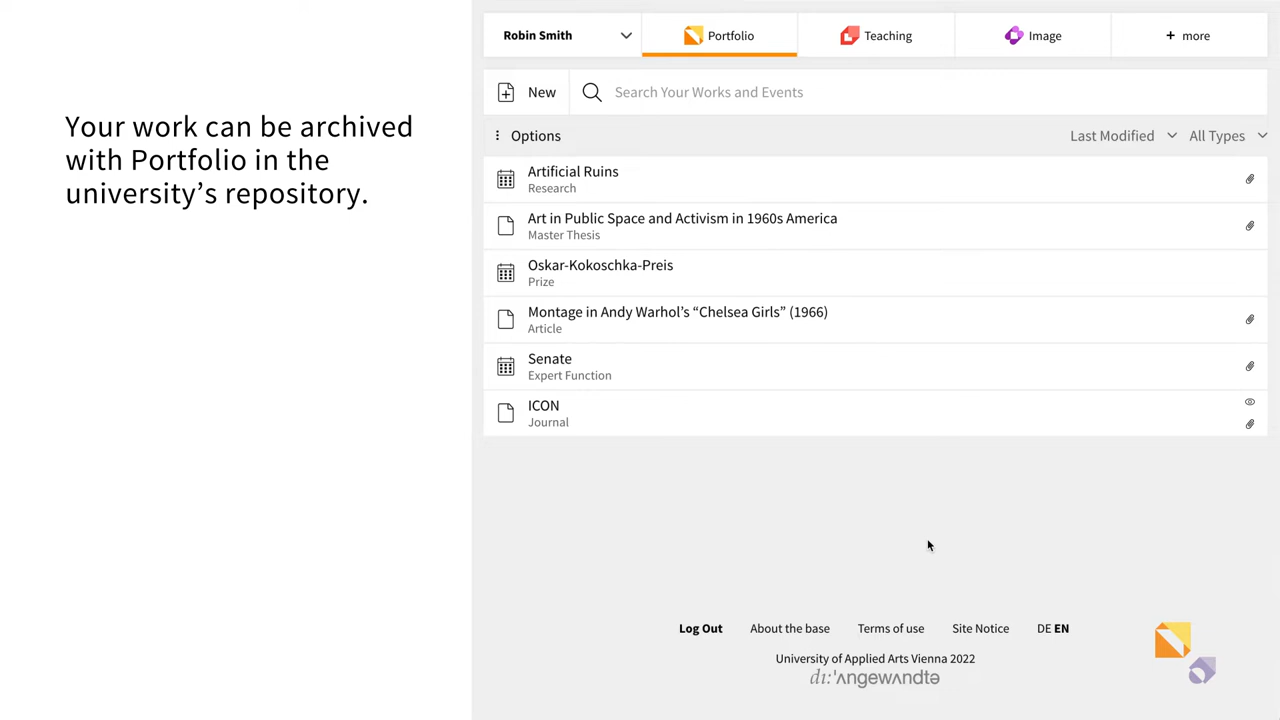 Your work can be archived
with Portfolio in the
university’s repository.
Robin Smith
Portfolio
Teaching
Image
+ more
New
Search Your Works and Events
Options
Last Modified
All Types
Artificial Ruins
Research
Art in Public Space and Activism in 1960s America
Master Thesis
Oskar-Kokoschka-Preis
Prize
Montage in Andy Warhol’s “Chelsea Girls” (1966)
Article
Senate
Expert Function
ICON
Journal
Log Out
About the base
Terms of use
Site Notice
DE EN
University of Applied Arts Vienna 2022
dı:ˈʌngewʌndtə